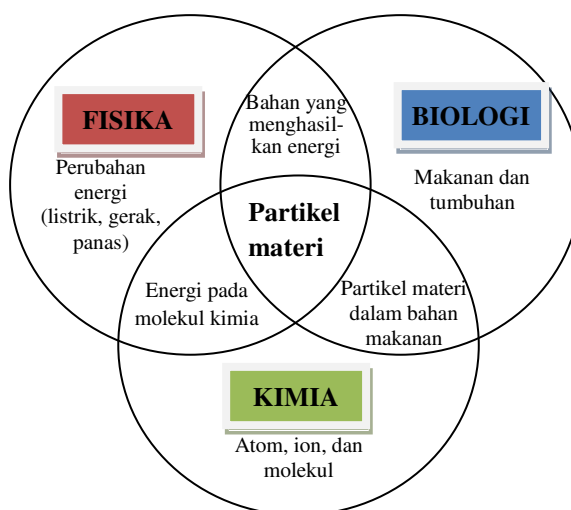 FISIKA
Perubahan
energi
(listrik, gerak,
panas)
Bahan yang
menghasil-
kan energi
BIOLOGI
Makanan dan
tumbuhan
Partikel
materi
Energi pada
molekul kimia
Partikel materi
dalam bahan
makanan
KIMIA
Atom, ion, dan
molekul